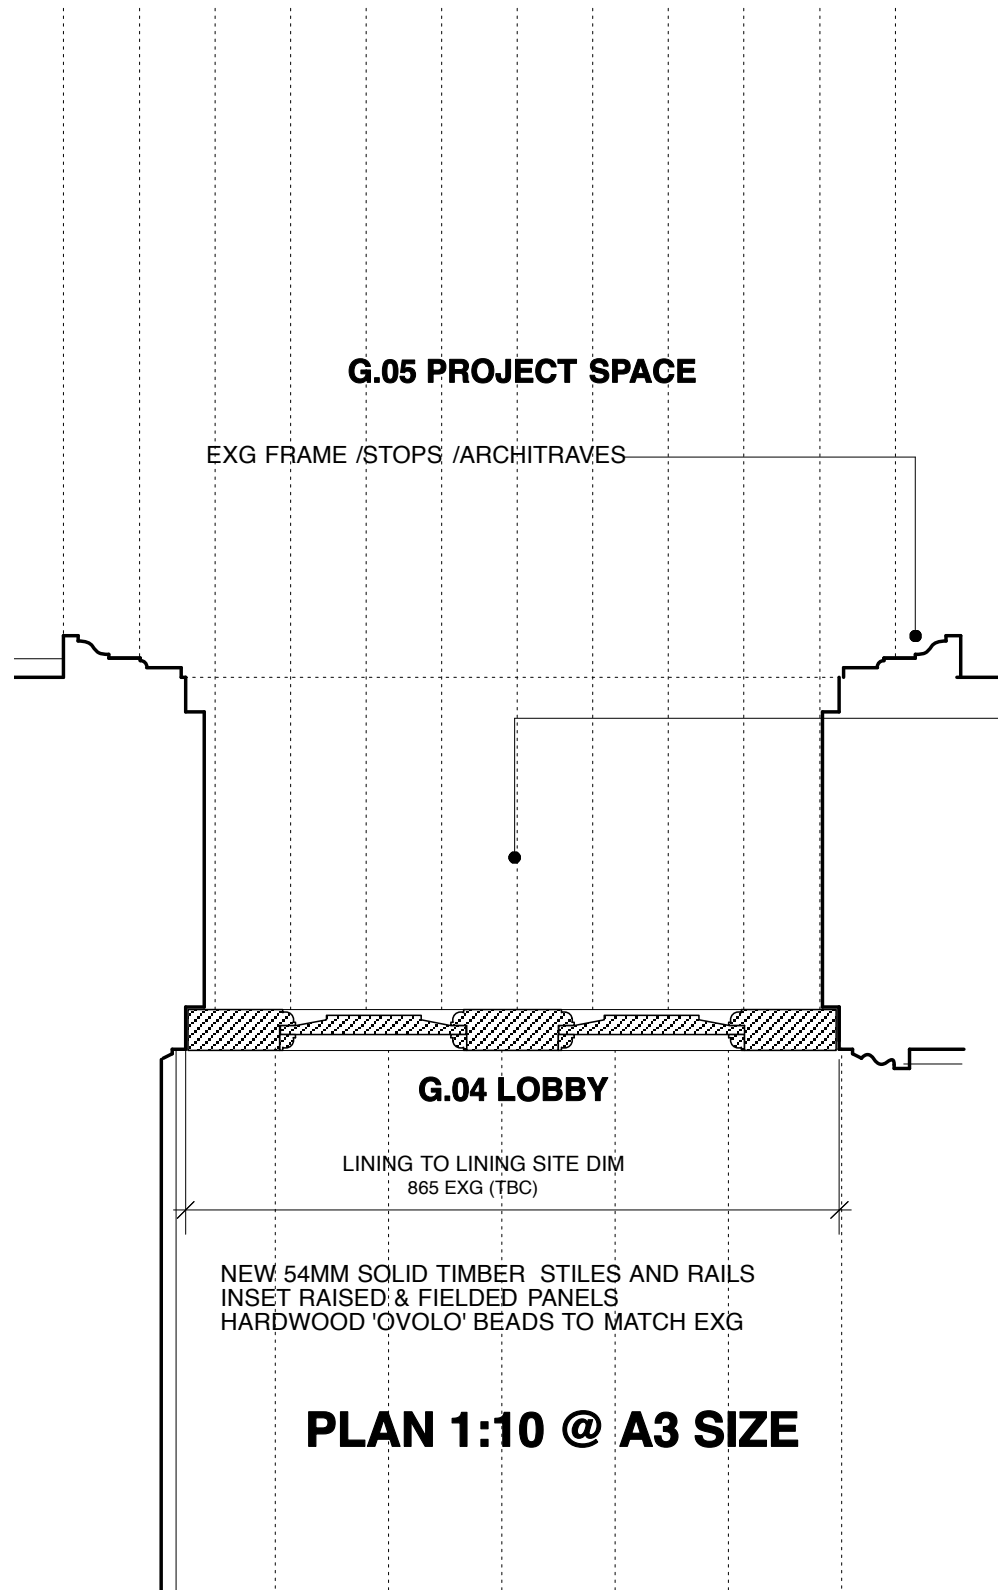 G.05 PROJECT SPACE
EXG FRAME /STOPS /ARCHITRAVES
G.04 LOBBY
LINING TO LINING SITE DIM
865 EXG (TBC)
NEW 54MM SOLID TIMBER STILES AND RAILS
INSET RAISED & FIELDED PANELS
HARDWOOD 'OVOLO' BEADS TO MATCH EXG
PLAN 1:10 @ A3 SIZE